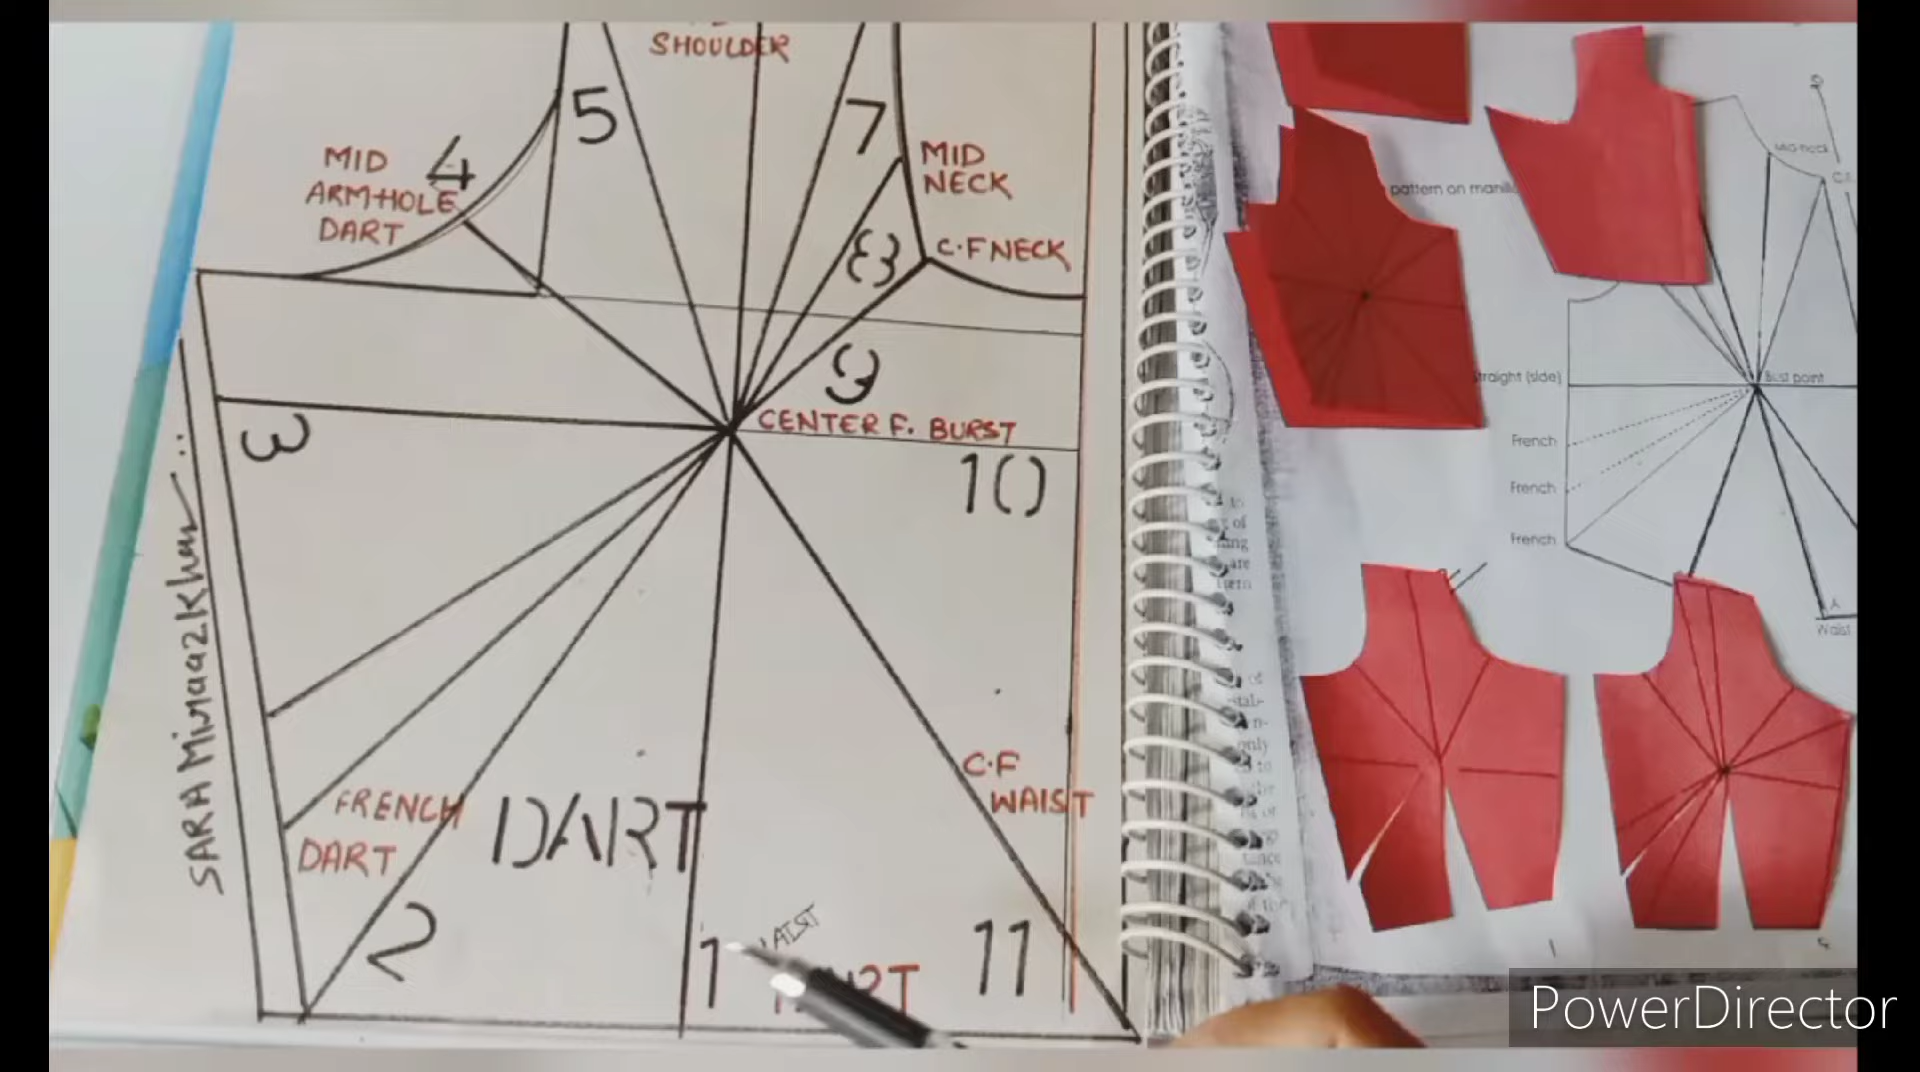 SHOULDER
5
7
4
MID
ARMHOLE
DART
MID
NECK
8
C.F NECK
9
CENTER F. BURST
3
10
SARA Mirnaaz Khan
FRENCH
DART
DART
C.F
WAIST
2
1
11
pattern on manila
Mid-neck
Straight (side)
Bust point
French
French
French
Waist
PowerDirector